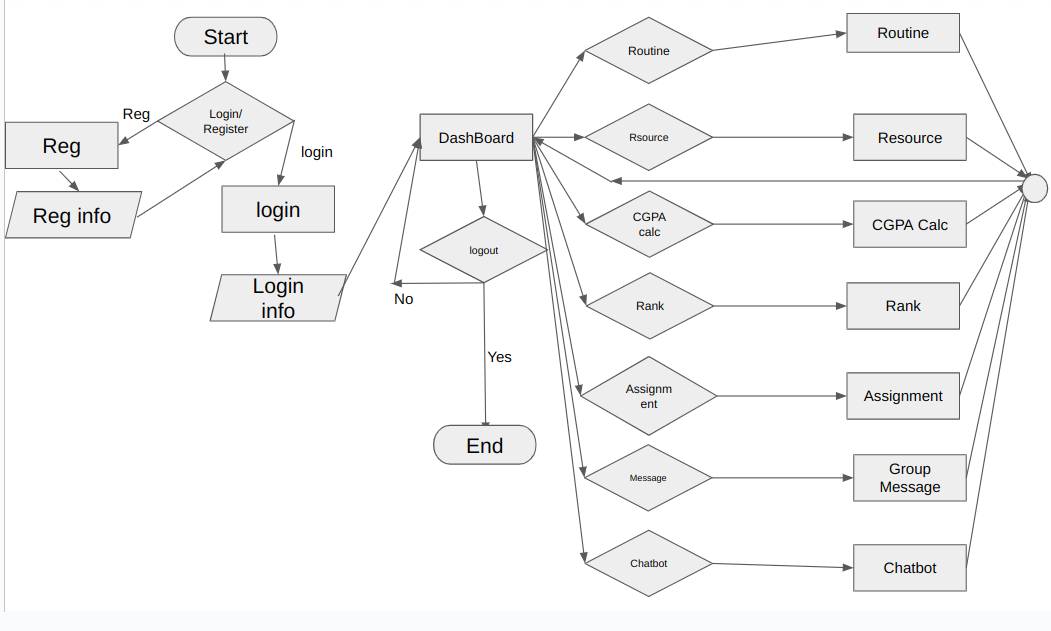 Start
Login/
Register
Reg
login
Reg
Reg info
login
Login
info
DashBoard
logout
No
Yes
End
Routine
Rsource
CGPA
calc
Rank
Assignm
ent
Message
Chatbot
Routine
Resource
CGPA Calc
Rank
Assignment
Group
Message
Chatbot